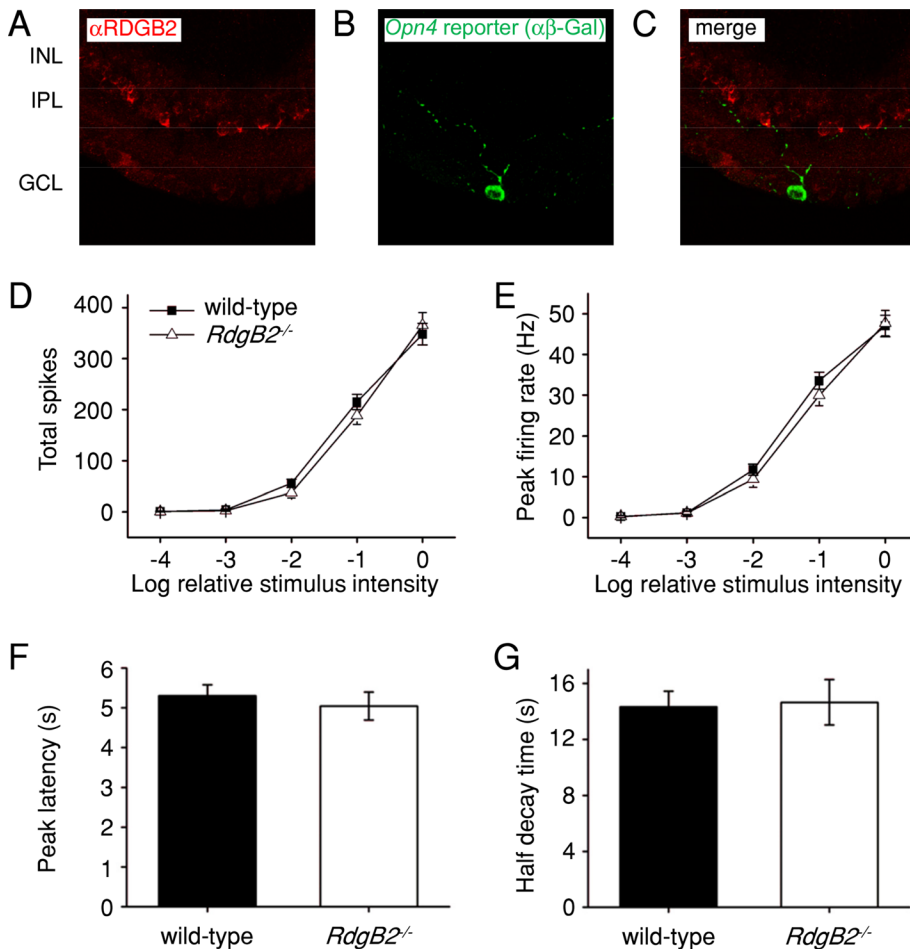 A
αRDGB2
B
Opn4 reporter (αβ-Gal)
C
merge
INL
IPL
GCL
D
400
300
200
100
0
Total spikes
wild-type
RdgB2-/-
-4 -3 -2 -1 0
Log relative stimulus intensity
E
50
40
30
20
10
0
Peak firing rate (Hz)
-4 -3 -2 -1 0
Log relative stimulus intensity
F
6
5
4
3
2
1
0
Peak latency (s)
wild-type RdgB2-/-
G
16
12
8
4
0
Half decay time (s)
wild-type RdgB2-/-